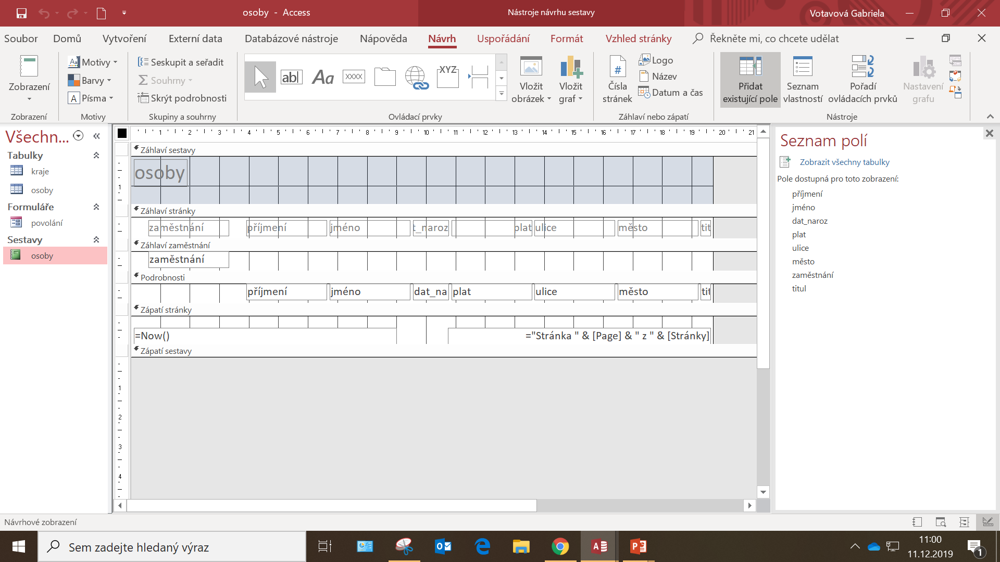 osoby - Access
Nástroje návrhu sestavy
Votavová Gabriela
Soubor Domů Vytvoření Externí data Databázové nástroje Nápověda Návrh Uspořádání Formát Vzhled stránky Řekněte mi, co chcete udělat
Zobrazení
Zobrazení
Motivy
Barvy
A Písma
Motivy
Seskupit a seřadit
Souhrny
Skrýt podrobnosti
Skupiny a souhrny
ab Aa XXXX XYZ
Ovládací prvky
Vložit
obrázek
Vložit
graf
Čísla
stránek
Logo
Název
Datum a čas
Záhlaví nebo zápatí
Přidat
existující pole
Seznam
vlastností
Pořadí
ovládacích prvků
Nastavení
grafu
Nástroje
Všechn...
Tabulky
kraje
osoby
Formuláře
povolání
Sestavy
osoby
1 2 3 4 5 6 7 8 9 10 11 12 13 14 15 16 17 18 19 20 21
Záhlaví sestavy
osoby
1
Záhlaví stránky
zaměstnání příjmení jméno t_naroz plat ulice město tit
Záhlaví zaměstnání
zaměstnání
Podrobnosti
příjmení jméno dat_na plat ulice město tit
Zápatí stránky
=Now() ="Stránka " & [Page] & " z " & [Stránky]
Zápatí sestavy
1
2
3
4
Seznam polí
Zobrazit všechny tabulky
Pole dostupná pro toto zobrazení:
příjmení
jméno
dat_naroz
plat
ulice
město
zaměstnání
titul
Návrhové zobrazení
Sem zadejte hledaný výraz
11:00
11.12.2019
1